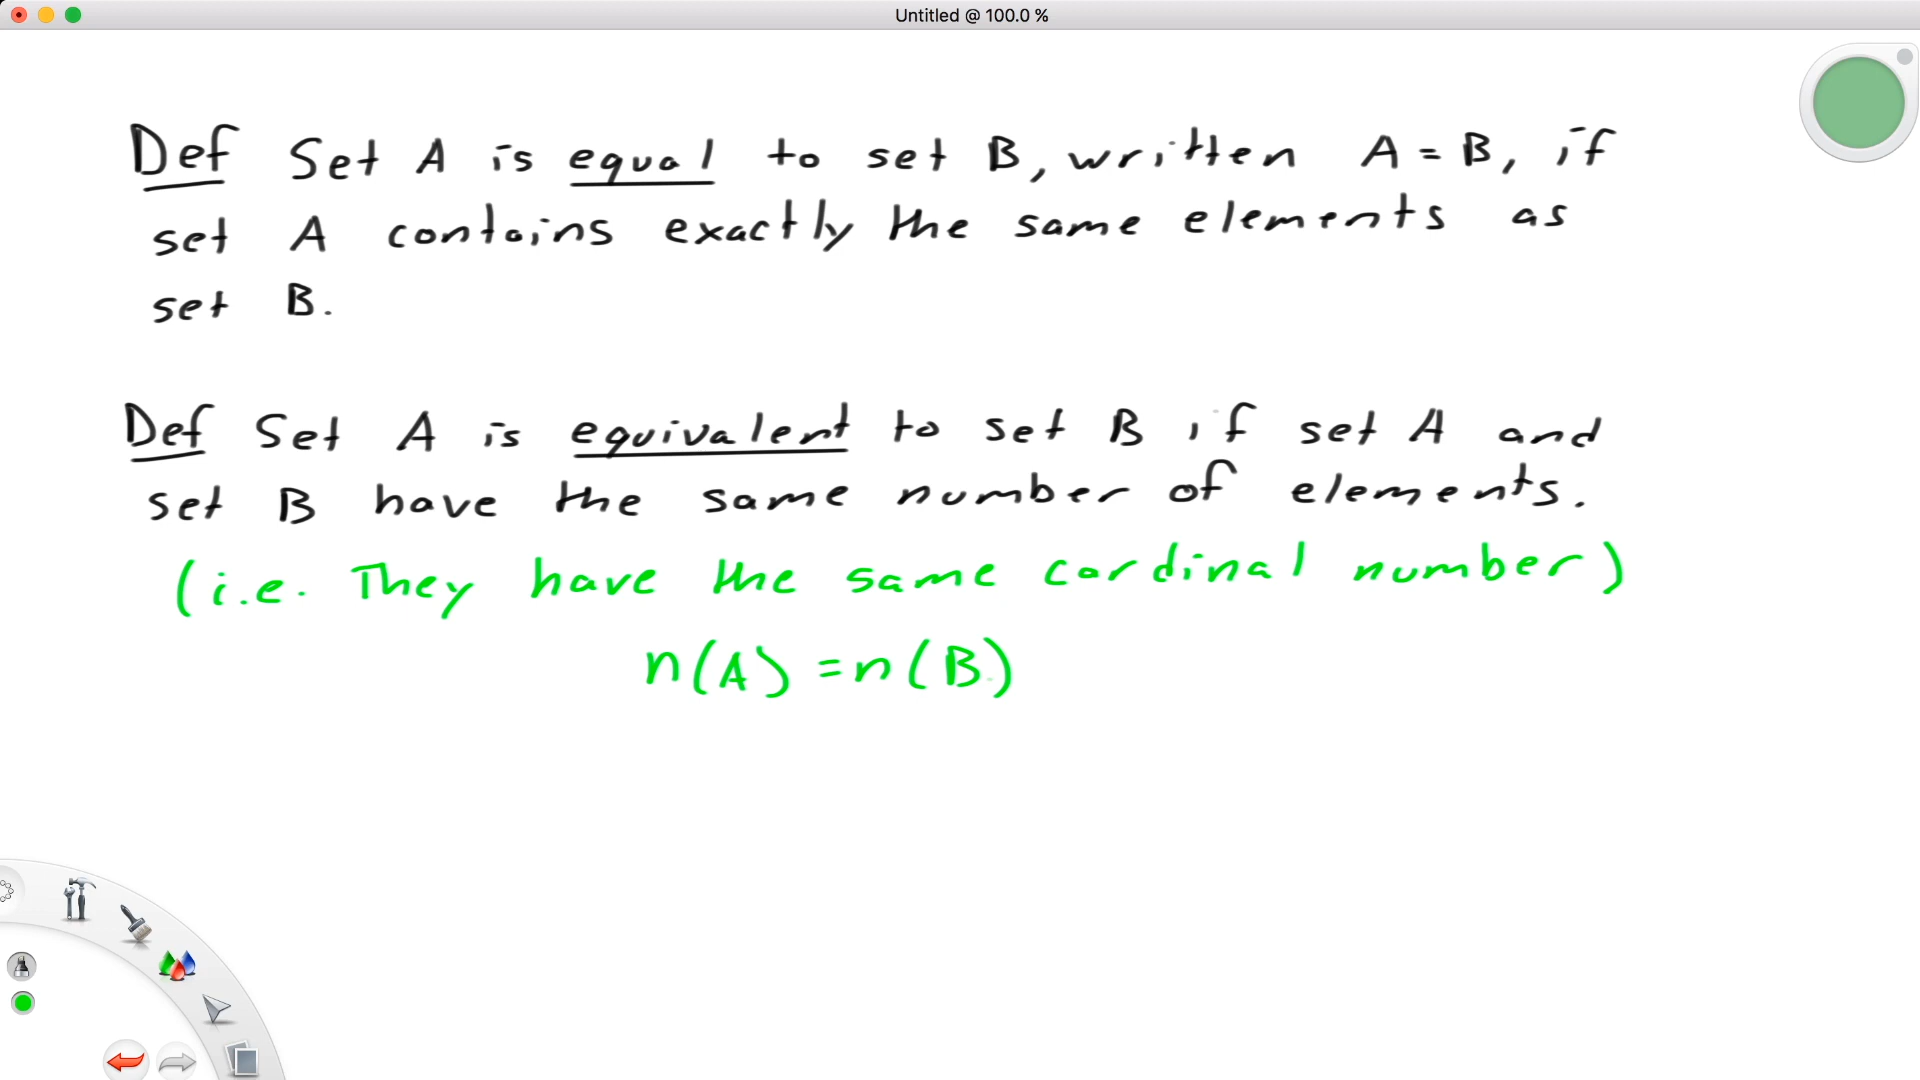 Untitled @ 100.0 %
Def Set A is equal to set B, written A = B, if
set A contains exactly the same elements as
set B.
Def Set A is equivalent to set B if set A and
set B have the same number of elements.
(i.e. They have the same cardinal number)
n(A) = n(B)